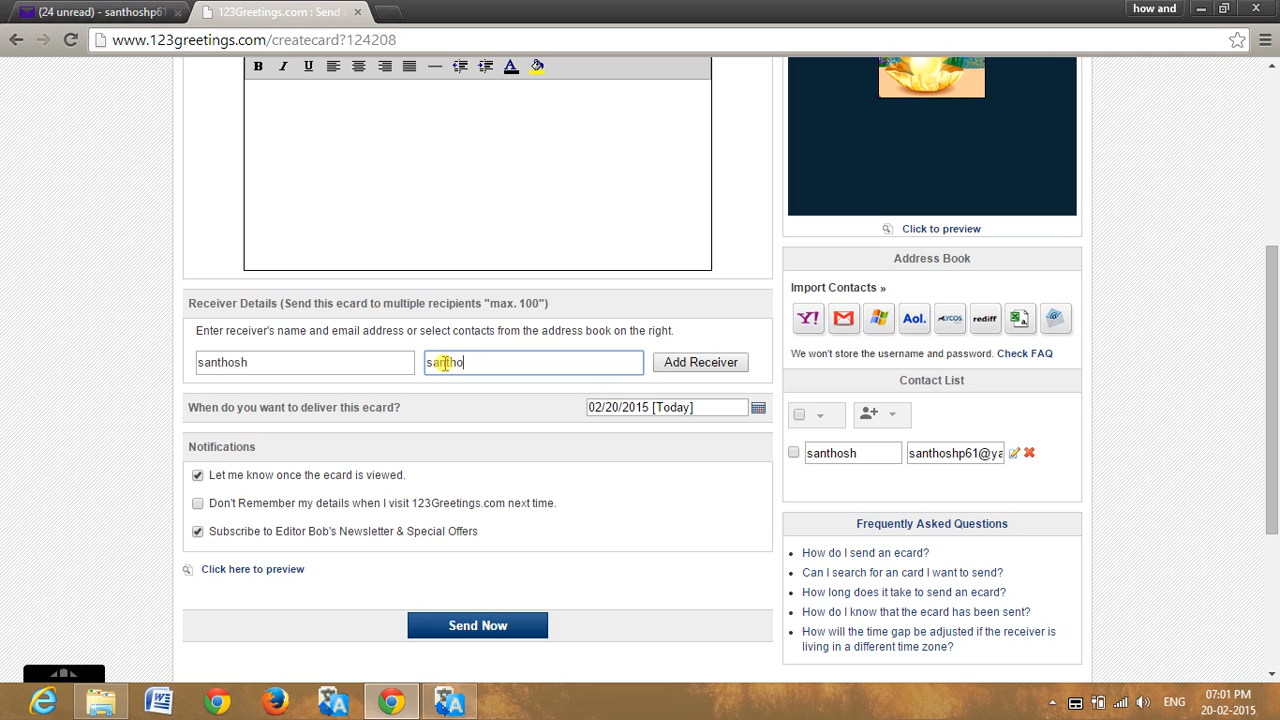 (24 unread) - santhoshp61
123Greetings.com : Send a
how and
www.123greetings.com/createcard?124208
B I U A
Click to preview
Address Book
Import Contacts »
Y! Aol. LYCOS rediff
We won't store the username and password. Check FAQ
Contact List
santhosh santhoshp61@ya
Frequently Asked Questions
How do I send an ecard?
Can I search for an card I want to send?
How long does it take to send an ecard?
How do I know that the ecard has been sent?
How will the time gap be adjusted if the receiver is
living in a different time zone?
Receiver Details (Send this ecard to multiple recipients "max. 100")
Enter receiver's name and email address or select contacts from the address book on the right.
santhosh santho Add Receiver
When do you want to deliver this ecard? 02/20/2015 [Today]
Notifications
Let me know once the ecard is viewed.
Don't Remember my details when I visit 123Greetings.com next time.
Subscribe to Editor Bob's Newsletter & Special Offers
Click here to preview
Send Now
ENG
07:01 PM
20-02-2015